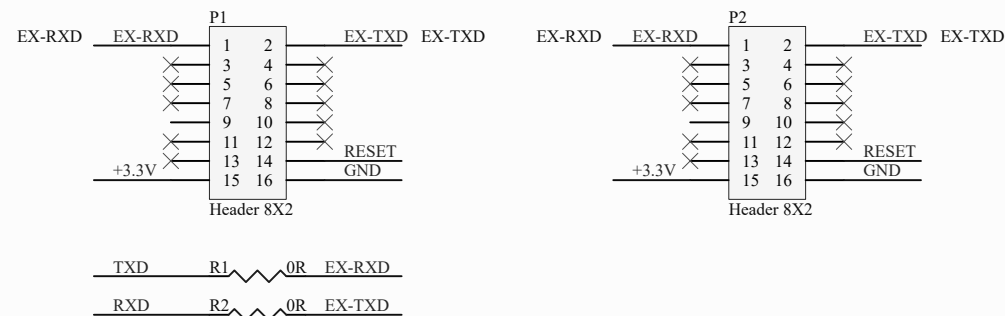 P1 P2
EX-RXD EX-RXD 1 2 EX-TXD EX-TXD EX-RXD EX-RXD 1 2 EX-TXD EX-TXD
3 4 3 4
5 6 5 6
7 8 7 8
9 10 9 10
11 12 11 12
13 14 RESET 13 14 RESET
+3.3V 15 16 GND +3.3V 15 16 GND
Header 8X2 Header 8X2
TXD R1 0R EX-RXD
RXD R2 0R EX-TXD